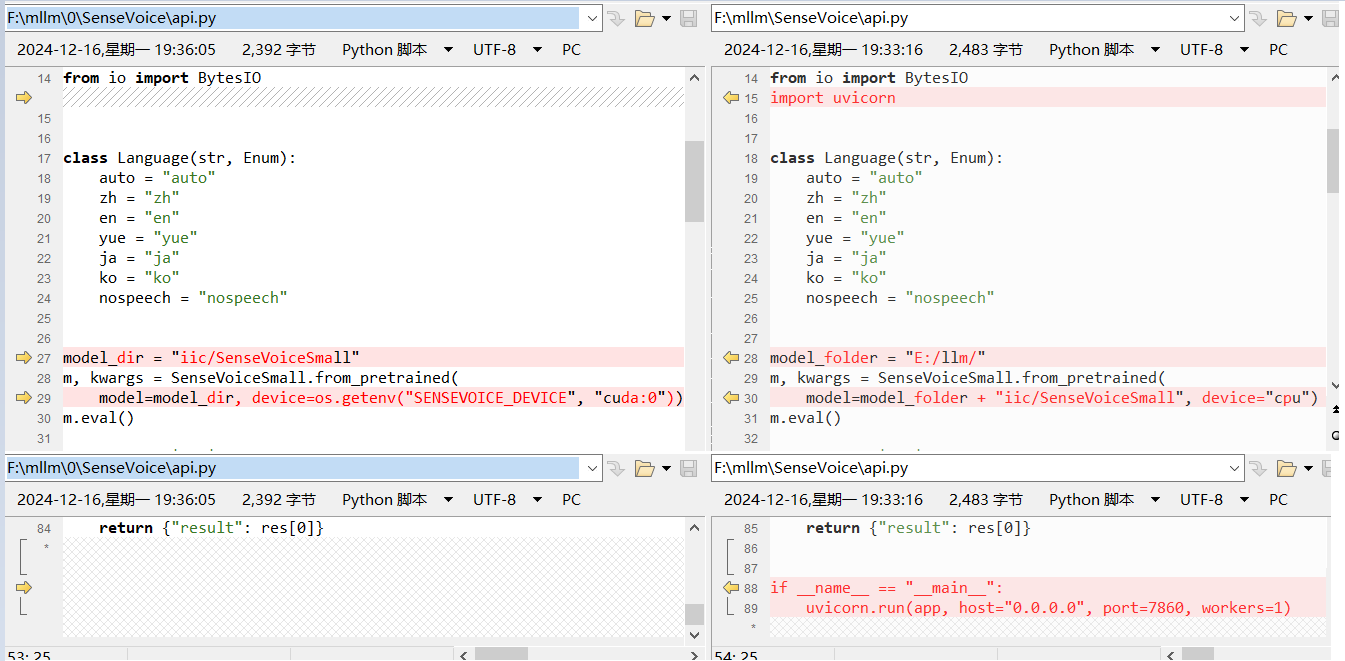 F:\mllm\0\SenseVoice\api.py
2024-12-16,星期一 19:36:05 2,392 字节 Python 脚本 UTF-8 PC
14 from io import BytesIO
15
16
17 class Language(str, Enum):
18 auto = "auto"
19 zh = "zh"
20 en = "en"
21 yue = "yue"
22 ja = "ja"
23 ko = "ko"
24 nospeech = "nospeech"
25
26
27 model_dir = "iic/SenseVoiceSmall"
28 m, kwargs = SenseVoiceSmall.from_pretrained(
29 model=model_dir, device=os.getenv("SENSEVOICE_DEVICE", "cuda:0"))
30 m.eval()
31
F:\mllm\SenseVoice\api.py
2024-12-16,星期一 19:33:16 2,483 字节 Python 脚本 UTF-8 PC
14 from io import BytesIO
15 import uvicorn
16
17
18 class Language(str, Enum):
19 auto = "auto"
20 zh = "zh"
21 en = "en"
22 yue = "yue"
23 ja = "ja"
24 ko = "ko"
25 nospeech = "nospeech"
26
27
28 model_folder = "E:/llm/"
29 m, kwargs = SenseVoiceSmall.from_pretrained(
30 model=model_folder + "iic/SenseVoiceSmall", device="cpu")
31 m.eval()
32
F:\mllm\0\SenseVoice\api.py
2024-12-16,星期一 19:36:05 2,392 字节 Python 脚本 UTF-8 PC
84 return {"result": res[0]}
*
53: 25
F:\mllm\SenseVoice\api.py
2024-12-16,星期一 19:33:16 2,483 字节 Python 脚本 UTF-8 PC
85 return {"result": res[0]}
86
87
88 if __name__ == "__main__":
89 uvicorn.run(app, host="0.0.0.0", port=7860, workers=1)
*
54: 25